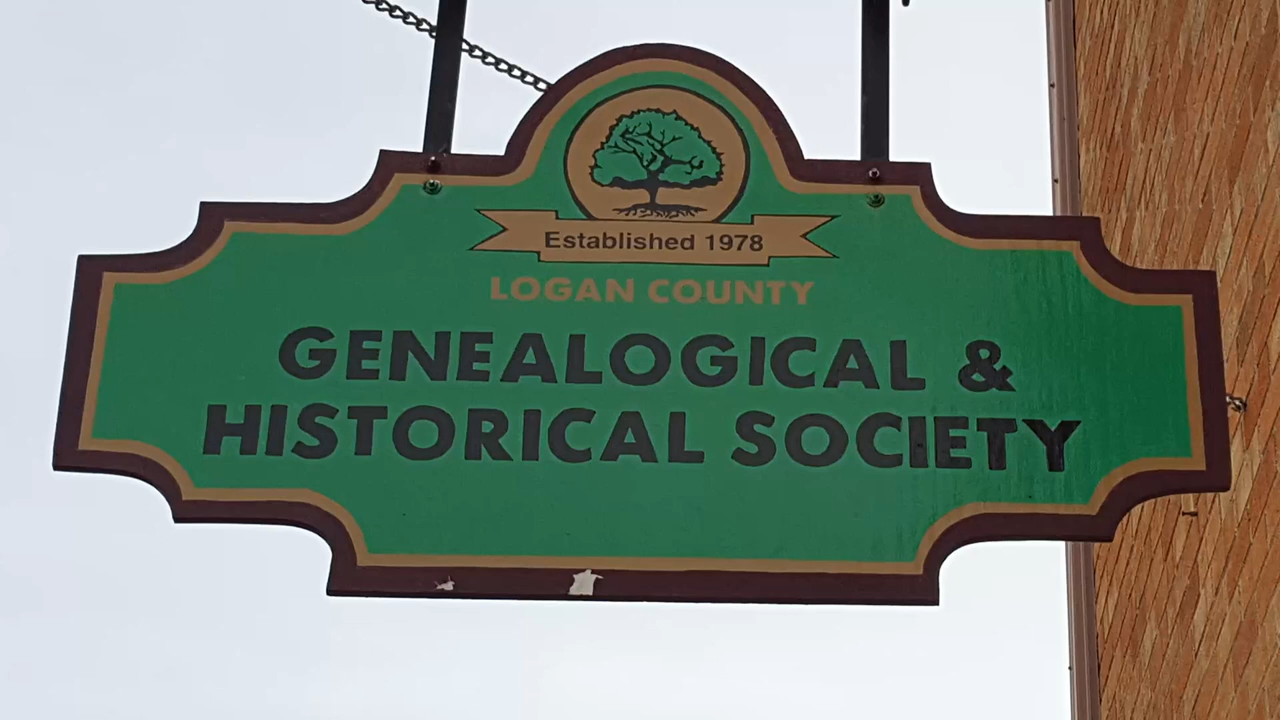 Established 1978
LOGAN COUNTY
GENEALOGICAL &
HISTORICAL SOCIETY